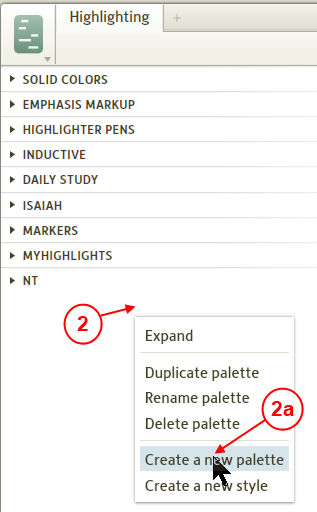 Highlighting +
SOLID COLORS
EMPHASIS MARKUP
HIGHLIGHTER PENS
INDUCTIVE
DAILY STUDY
ISAIAH
MARKERS
MYHIGHLIGHTS
NT
2
Expand
Duplicate palette
Rename palette
2a
Delete palette
Create a new palette
Create a new style